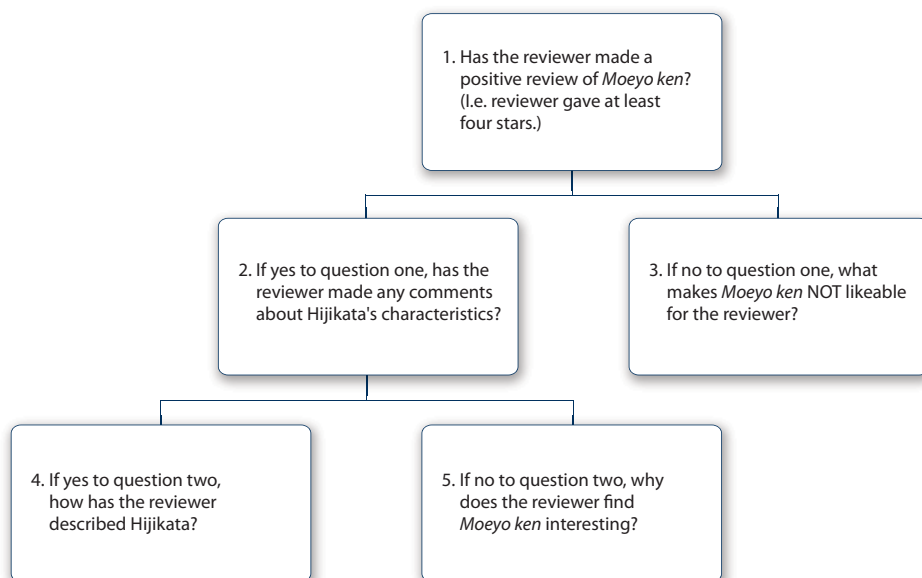 1. Has the reviewer made a
positive review of Moeyo ken?
(I.e. reviewer gave at least
four stars.)
2. If yes to question one, has the
reviewer made any comments
about Hijikata's characteristics?
3. If no to question one, what
makes Moeyo ken NOT likeable
for the reviewer?
4. If yes to question two,
how has the reviewer
described Hijikata?
5. If no to question two, why
does the reviewer find
Moeyo ken interesting?